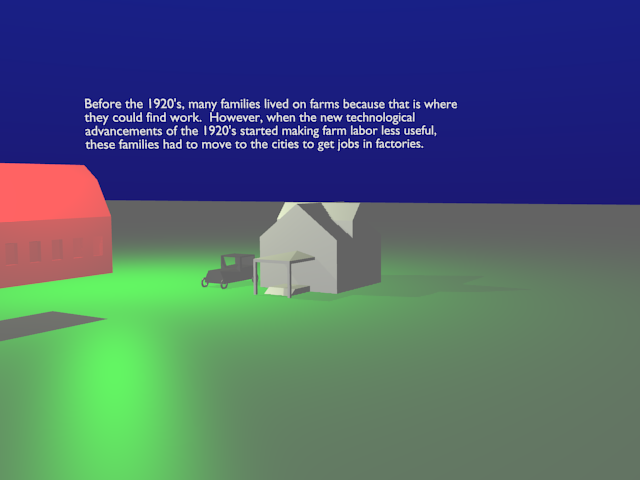 Before the 1920's, many families lived on farms because that is where
they could find work.  However, when the new technological
advancements of the 1920's started making farm labor less useful,
these families had to move to the cities to get jobs in factories.